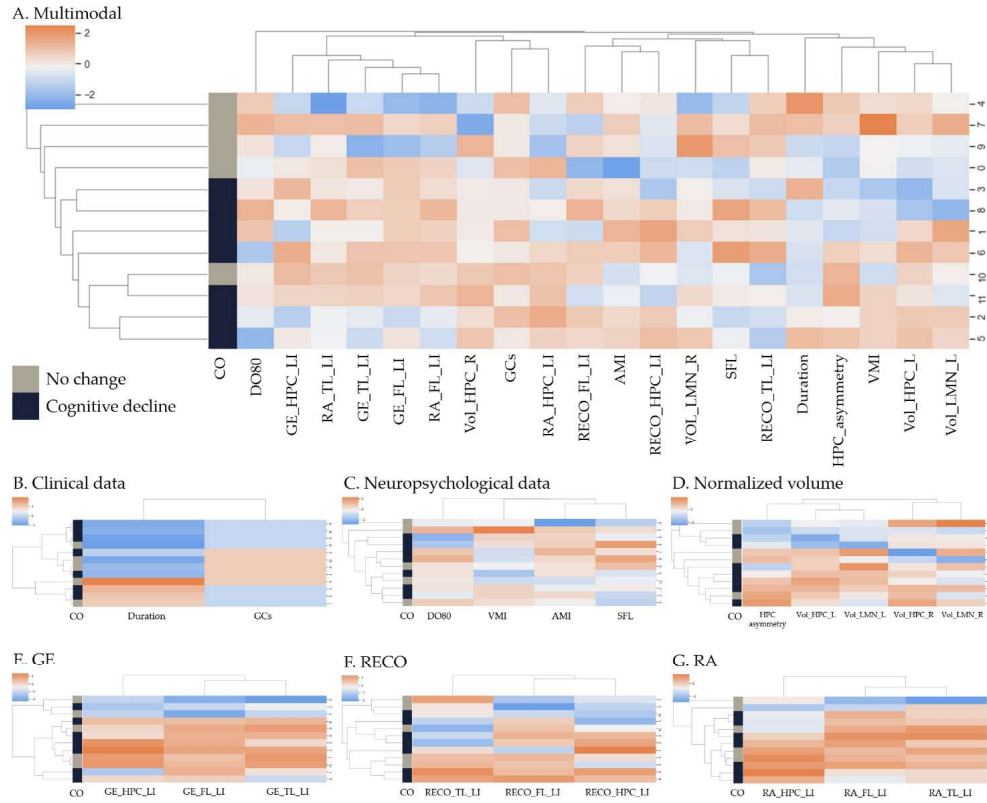 A. Multimodal
2
0
−2
4
7
9
0
3
8
1
6
10
11
2
5
CO
DO80
GE_HPC_LI
RA_TL_LI
GE_TL_LI
GE_FL_LI
RA_FL_LI
Vol_HPC_R
GCs
RA_HPC_LI
RECO_FL_LI
AMI
RECO_HPC_LI
VOL_LMN_R
SFL
RECO_TL_LI
Duration
HPC_asymmetry
VMI
Vol_HPC_L
Vol_LMN_L
No change
Cognitive decline
B. Clinical data
CO Duration GCs
C. Neuropsychological data
CO DO80 VMI AMI SFL
D. Normalized volume
CO HPC asymmetry Vol_HPC_L Vol_LMN_L Vol_HPC_R Vol_LMN_R
E. GE
CO GE_HPC_LI GE_FL_LI GE_TL_LI
F. RECO
CO RECO_TL_LI RECO_FL_LI RECO_HPC_LI
G. RA
CO RA_HPC_LI RA_FL_LI RA_TL_LI